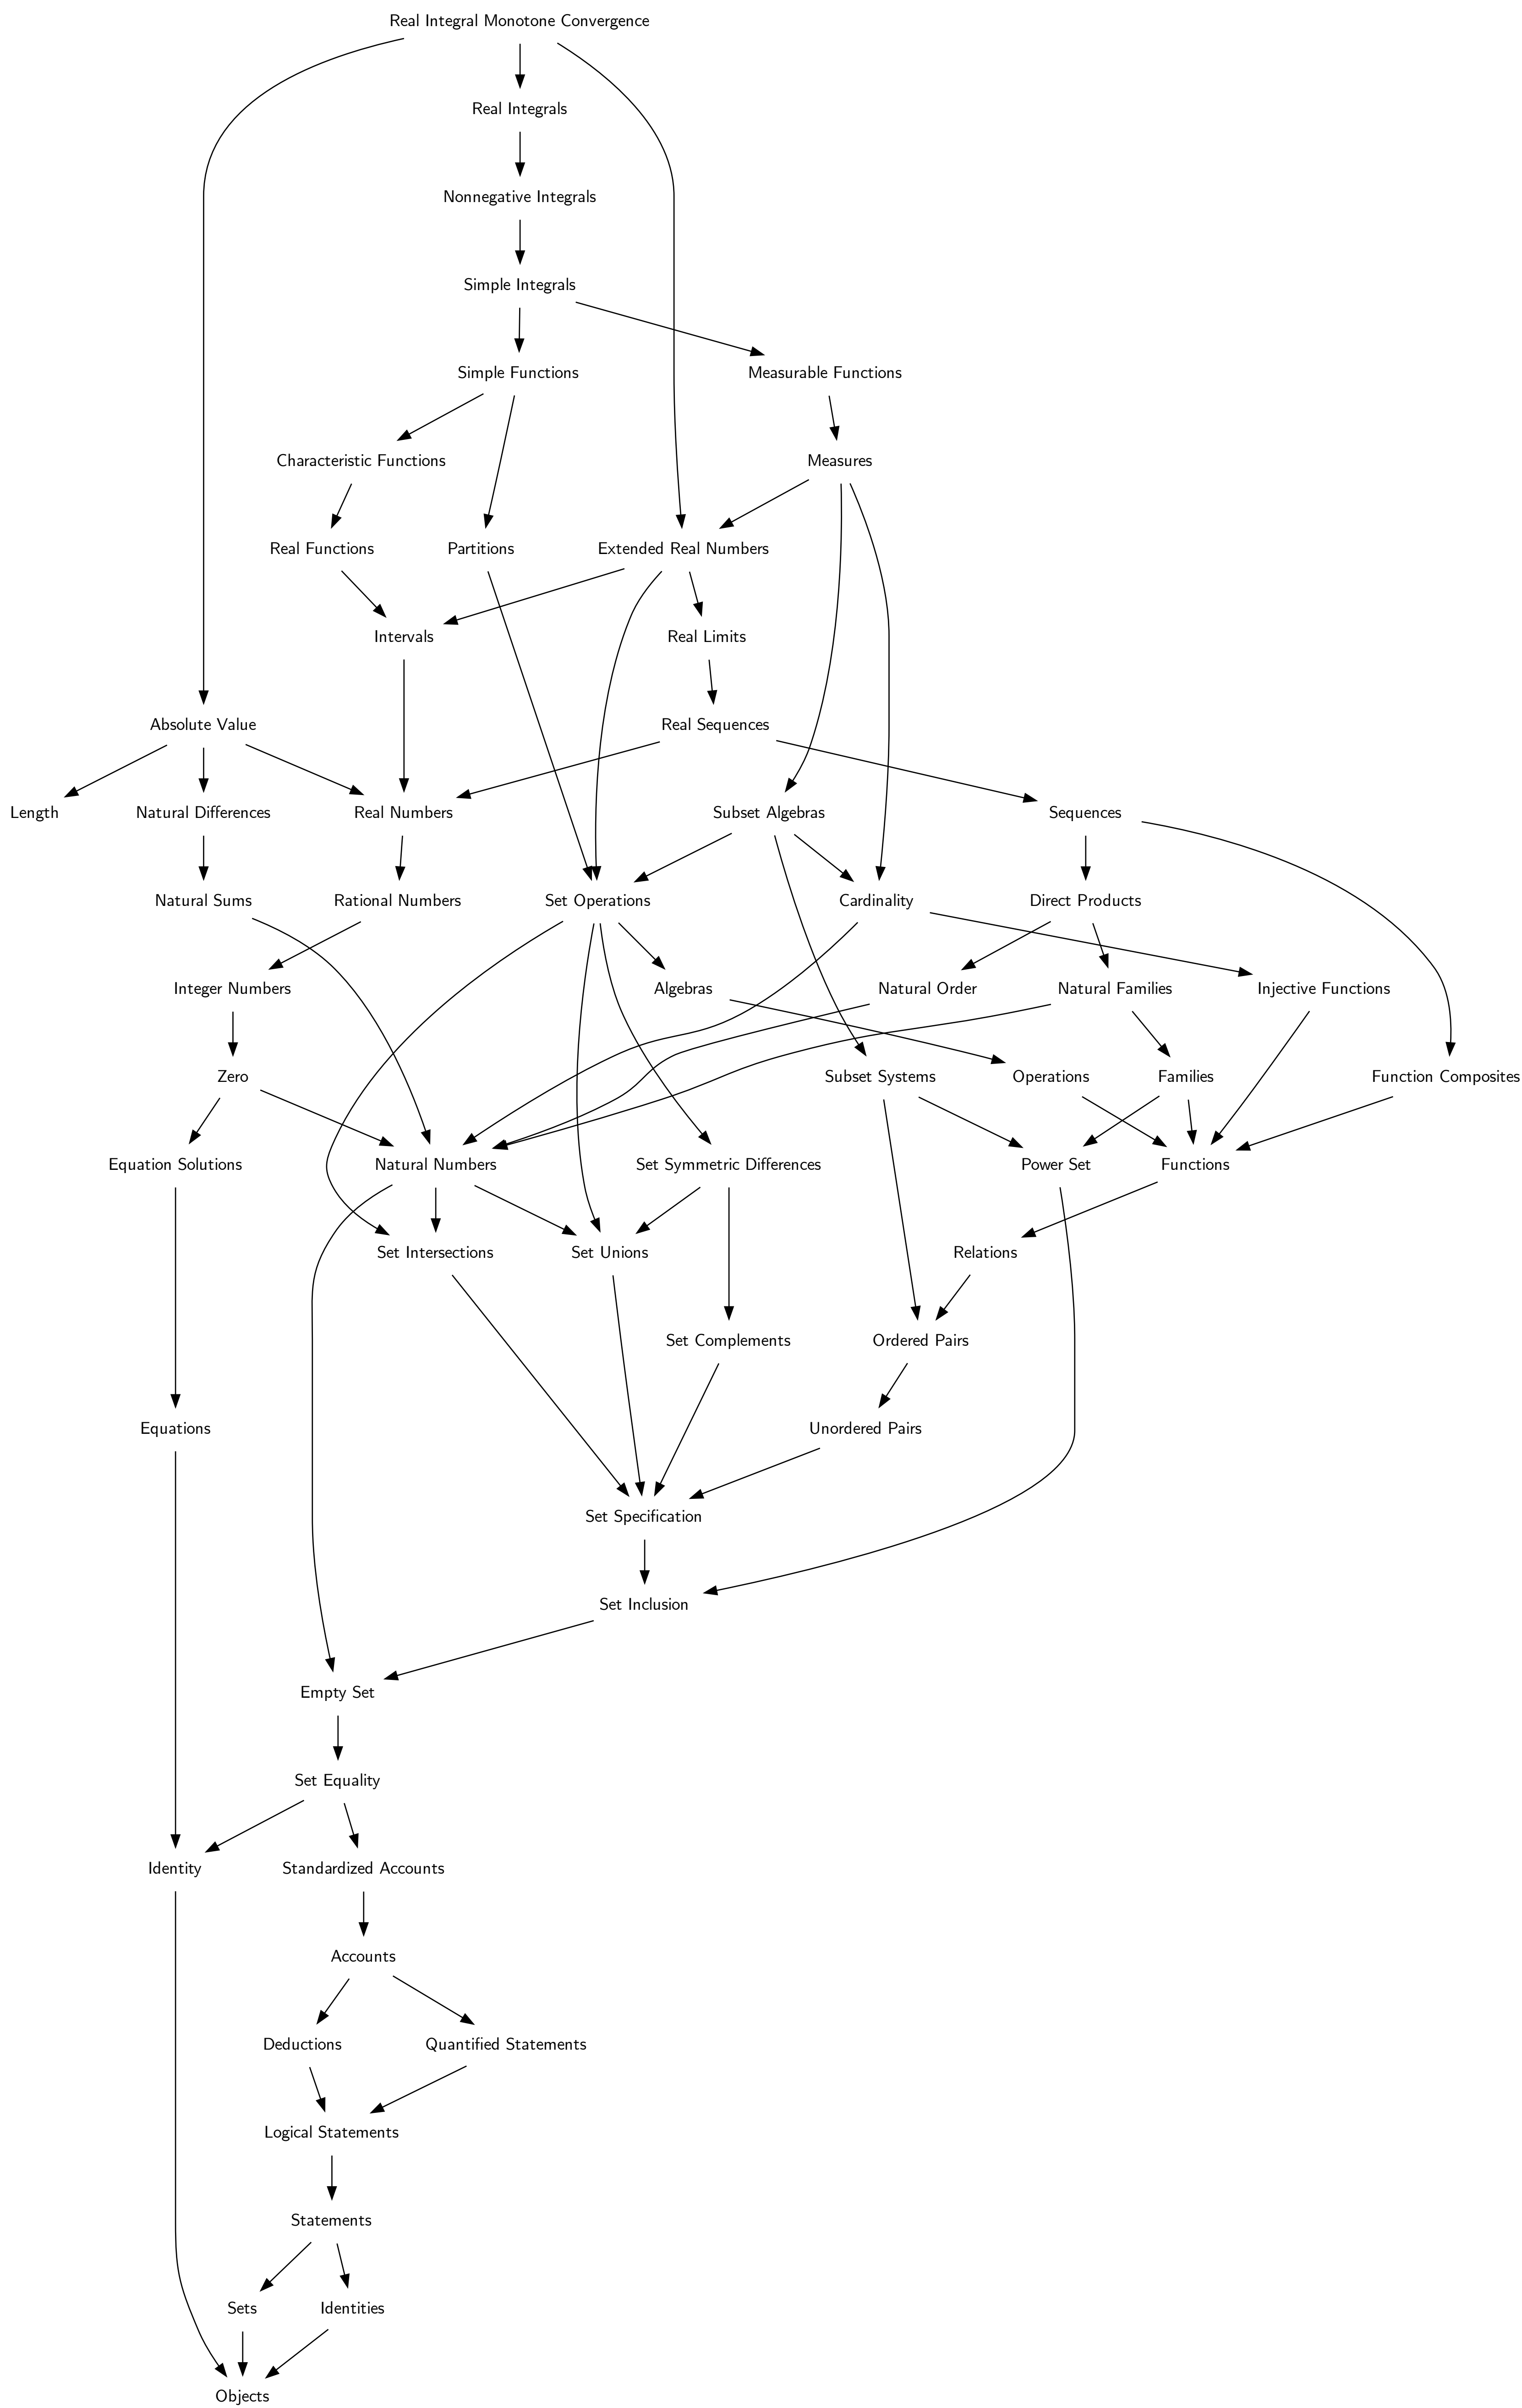 Real Integral Monotone Convergence
Real Integrals
Nonnegative Integrals
Simple Integrals
Simple Functions
Measurable Functions
Characteristic Functions
Measures
Real Functions
Partitions
Extended Real Numbers
Intervals
Real Limits
Absolute Value
Real Sequences
Length
Natural Differences
Real Numbers
Subset Algebras
Sequences
Natural Sums
Rational Numbers
Set Operations
Cardinality
Direct Products
Integer Numbers
Algebras
Natural Order
Natural Families
Injective Functions
Zero
Subset Systems
Operations
Families
Function Composites
Equation Solutions
Natural Numbers
Set Symmetric Differences
Power Set
Functions
Set Intersections
Set Unions
Relations
Set Complements
Ordered Pairs
Equations
Unordered Pairs
Set Specification
Set Inclusion
Empty Set
Set Equality
Identity
Standardized Accounts
Accounts
Deductions
Quantified Statements
Logical Statements
Statements
Sets
Identities
Objects